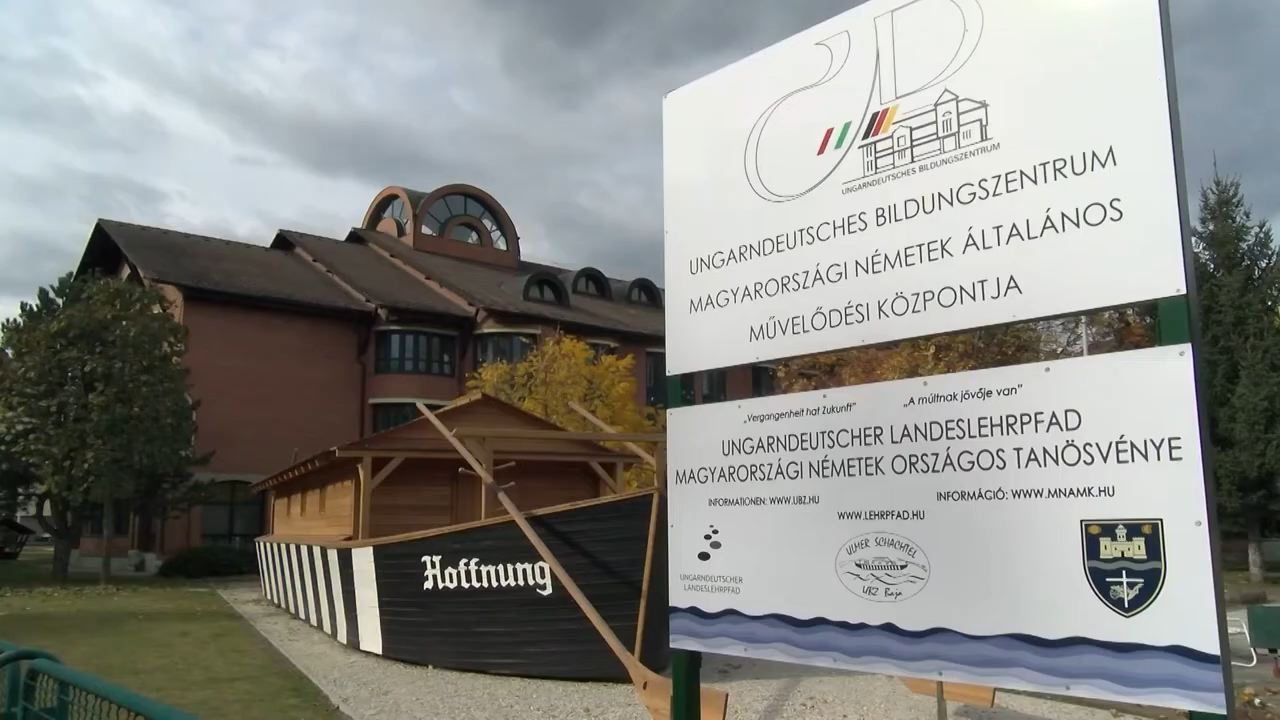 UNGARNDEUTSCHES BILDUNGSZENTRUM
UNGARNDEUTSCHES BILDUNGSZENTRUM
MAGYARORSZÁGI NÉMETEK ÁLTALÁNOS
MŰVELŐDÉSI KÖZPONTJA
„Vergangenheit hat Zukunft" „A múltnak jövője van"
UNGARNDEUTSCHER LANDESLEHRPFAD
MAGYARORSZÁGI NÉMETEK ORSZÁGOS TANÖSVÉNYE
INFORMATIONEN: WWW.UBZ.HU INFORMÁCIÓ: WWW.MNAMK.HU
WWW.LEHRPFAD.HU
UNGARNDEUTSCHER
LANDESLEHRPFAD
ULMER SCHACHTEL
UBZ Baja
Hoffnung